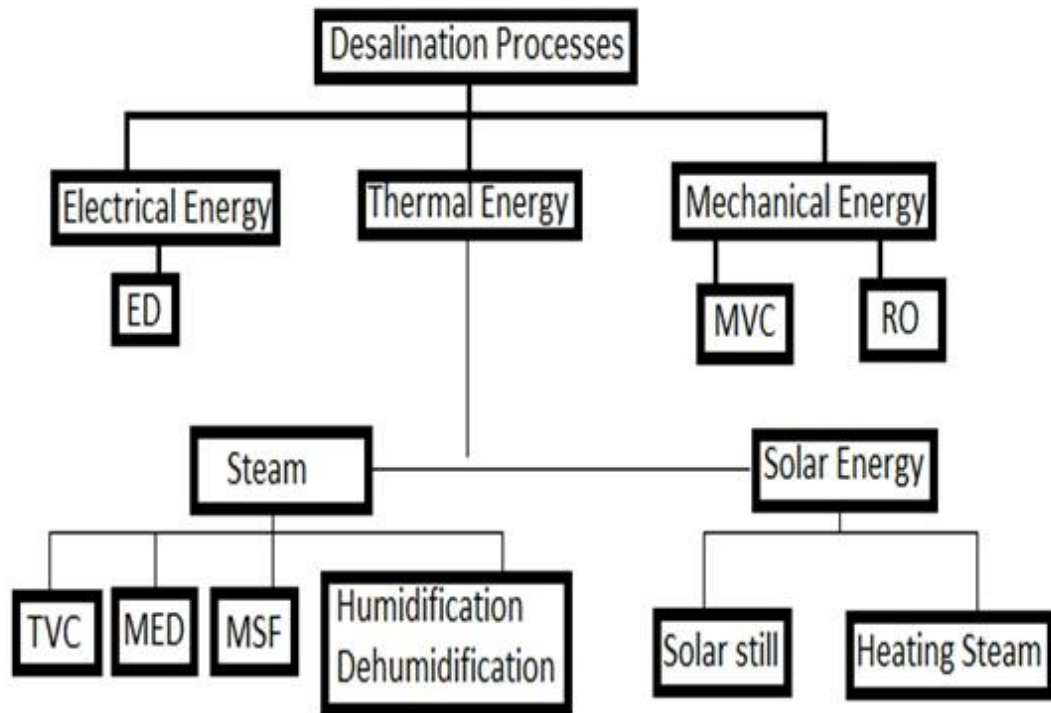 Desalination Processes
Electrical Energy
Thermal Energy
Mechanical Energy
ED
MVC
RO
Steam
Solar Energy
TVC
MED
MSF
Humidification
Dehumidification
Solar still
Heating Steam